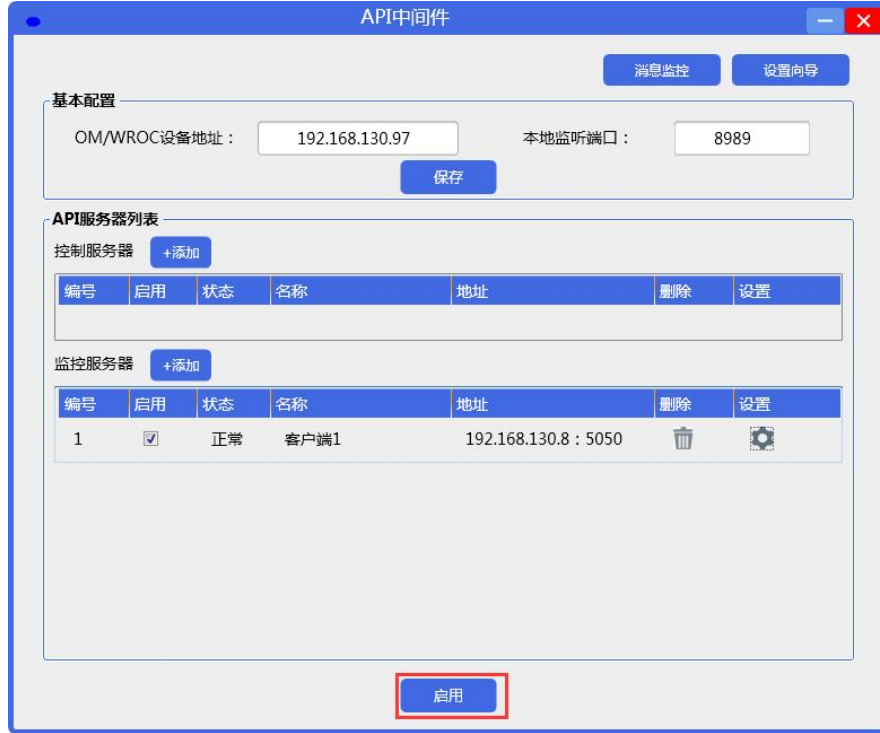 API中间件
消息监控 设置向导
基本配置
OM/WROC设备地址： 192.168.130.97 本地监听端口： 8989
保存
API服务器列表
控制服务器 +添加
编号 启用 状态 名称 地址 删除 设置
监控服务器 +添加
编号 启用 状态 名称 地址 删除 设置
1 正常 客户端1 192.168.130.8：5050
启用